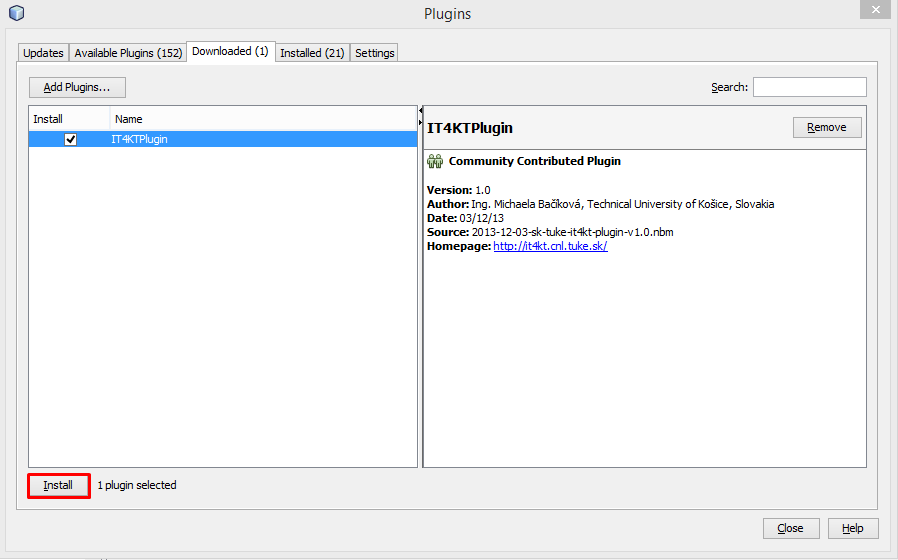 Plugins
Updates Available Plugins (152) Downloaded (1) Installed (21) Settings
Add Plugins... Search:
Install Name
IT4KTPlugin
IT4KTPlugin Remove
Community Contributed Plugin
Version: 1.0
Author: Ing. Michaela Bačíková, Technical University of Košice, Slovakia
Date: 03/12/13
Source: 2013-12-03-sk-tuke-it4kt-plugin-v1.0.nbm
Homepage: http://it4kt.cnl.tuke.sk/
Install 1 plugin selected
Close Help